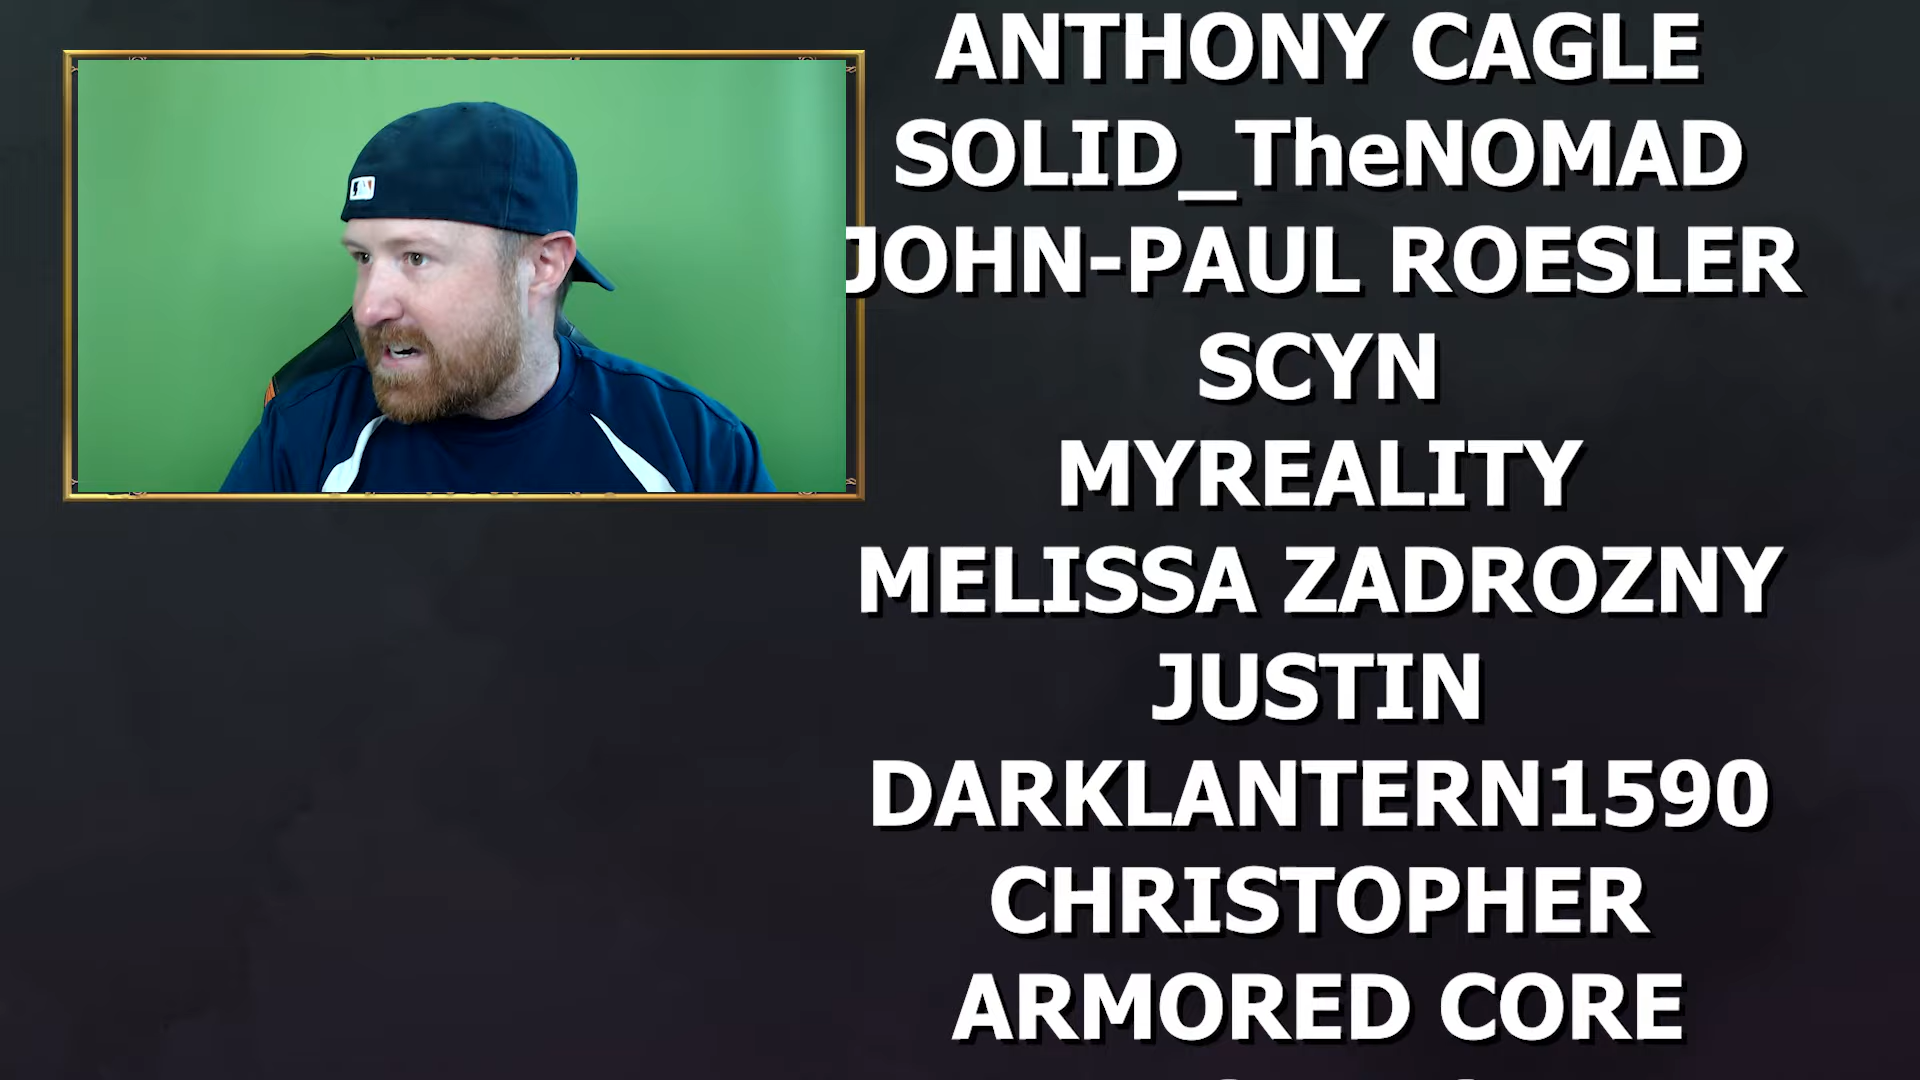 ANTHONY CAGLE
SOLID_TheNOMAD
JOHN-PAUL ROESLER
SCYN
MYREALITY
MELISSA ZADROZNY
JUSTIN
DARKLANTERN1590
CHRISTOPHER
ARMORED CORE